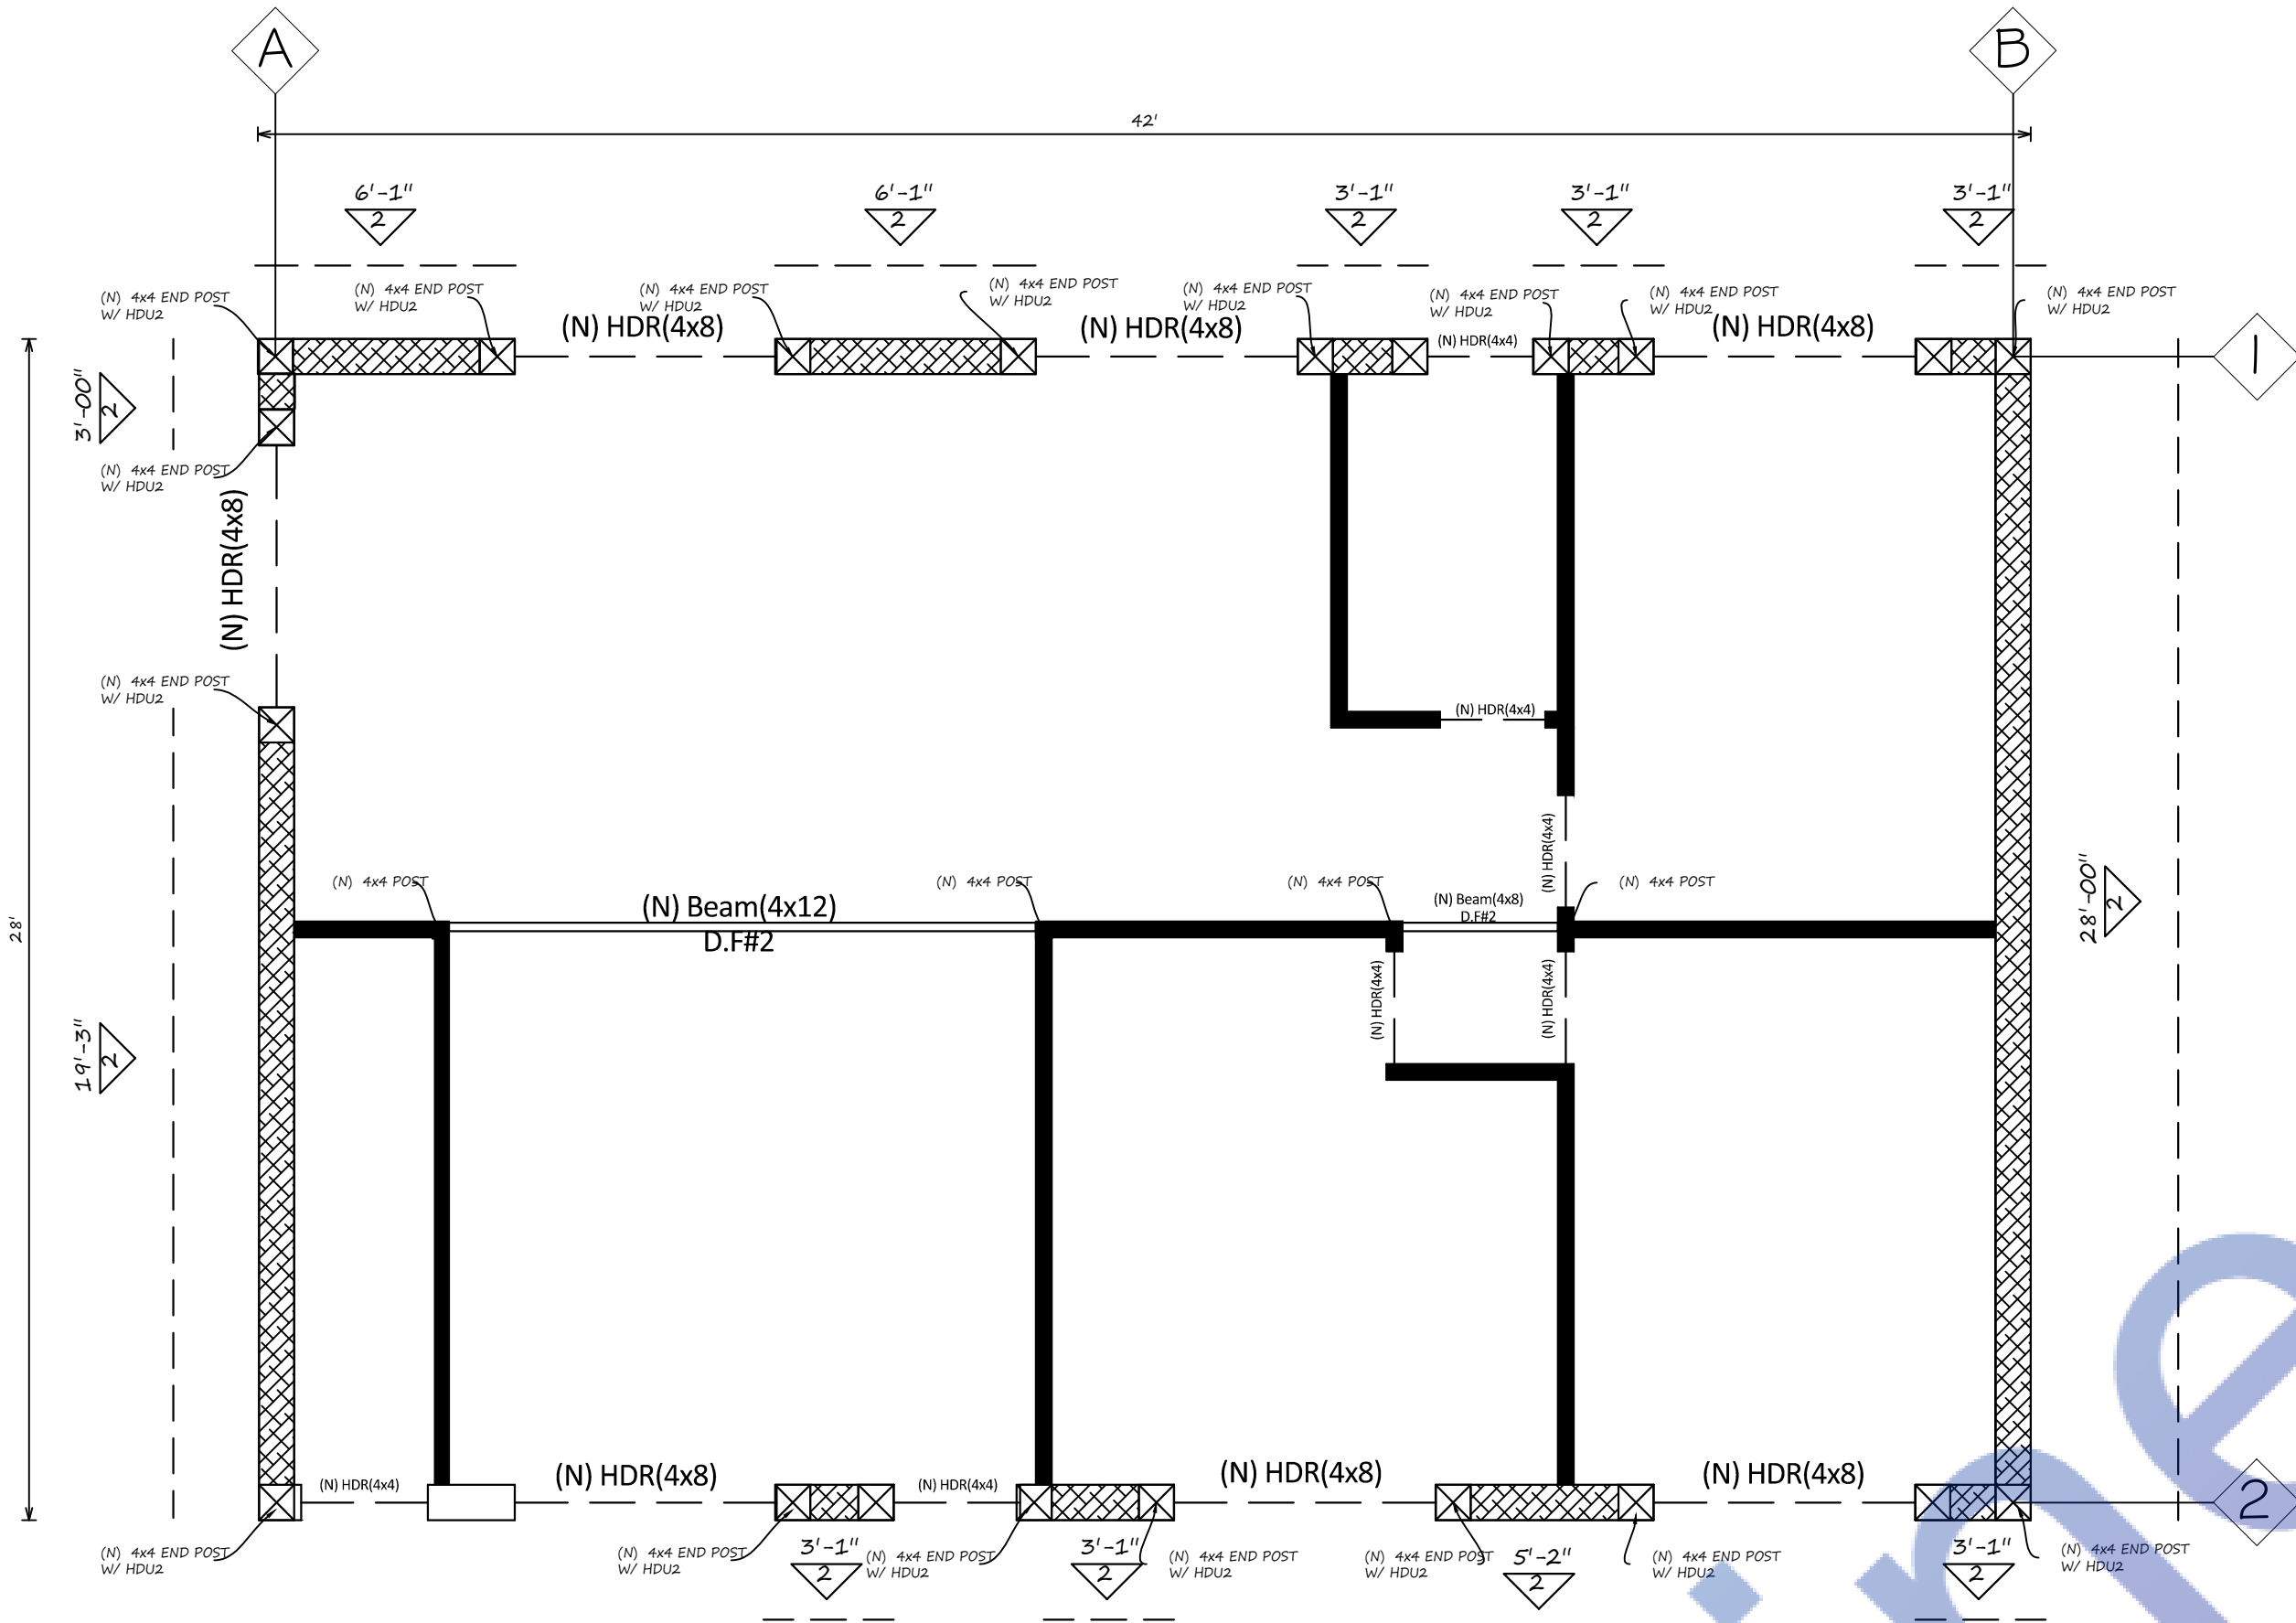 A
B
42'
6'-1"
6'-1"
3'-1"
3'-1"
3'-1"
2
2
2
2
2
(N) 4x4 END POST
W/ HDU2
(N) 4x4 END POST
W/ HDU2
(N) 4x4 END POST
W/ HDU2
(N) 4x4 END POST
W/ HDU2
(N) 4x4 END POST
W/ HDU2
(N) 4x4 END POST
W/ HDU2
(N) 4x4 END POST
W/ HDU2
(N) 4x4 END POST
W/ HDU2
(N) HDR(4x8)
(N) HDR(4x8)
(N) HDR(4x4)
(N) HDR(4x8)
1
3'-00"
2
(N) 4x4 END POST
W/ HDU2
(N) HDR(4x8)
(N) 4x4 END POST
W/ HDU2
(N) HDR(4x4)
(N) HDR(4x4)
28'
(N) 4x4 POST
(N) Beam(4x12)
D.F#2
(N) 4x4 POST
(N) 4x4 POST
(N) Beam(4x8)
D.F#2
(N) 4x4 POST
28'-00"
2
(N) HDR(4x4)
(N) HDR(4x4)
19'-3"
2
(N) HDR(4x4)
(N) HDR(4x8)
(N) HDR(4x4)
(N) HDR(4x8)
(N) HDR(4x8)
2
(N) 4x4 END POST
W/ HDU2
(N) 4x4 END POST
W/ HDU2
3'-1"
2
(N) 4x4 END POST
W/ HDU2
3'-1"
2
(N) 4x4 END POST
W/ HDU2
(N) 4x4 END POST
W/ HDU2
5'-2"
2
(N) 4x4 END POST
W/ HDU2
3'-1"
2
(N) 4x4 END POST
W/ HDU2